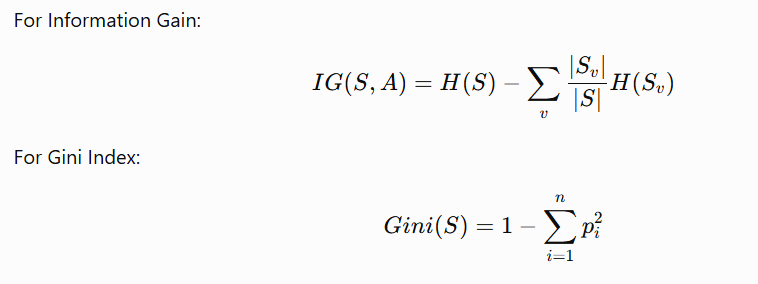 For Information Gain:
IG(S, A) = H(S) − ∑_v |S_v|/|S| H(S_v)
For Gini Index:
Gini(S) = 1 − ∑_{i=1}^{n} p_i^2